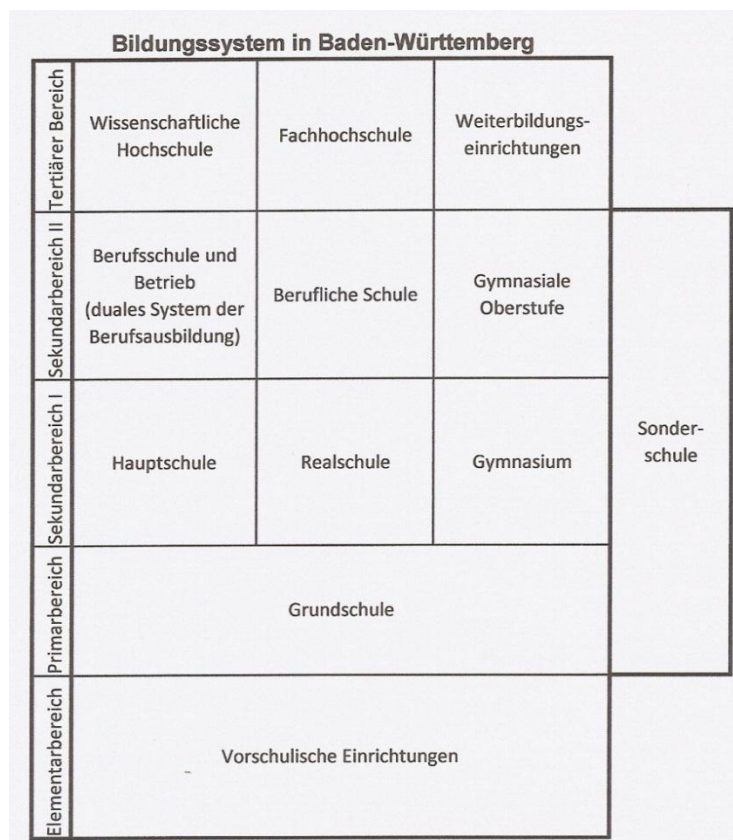 Bildungssystem in Baden-Württemberg
Tertiärer Bereich
Wissenschaftliche
Hochschule
Fachhochschule
Weiterbildungs-
einrichtungen
Sekundarbereich II
Berufsschule und
Betrieb
(duales System der
Berufsausbildung)
Berufliche Schule
Gymnasiale
Oberstufe
Sonder-
schule
Sekundarbereich I
Hauptschule
Realschule
Gymnasium
Primarbereich
Grundschule
Elementarbereich
Vorschulische Einrichtungen